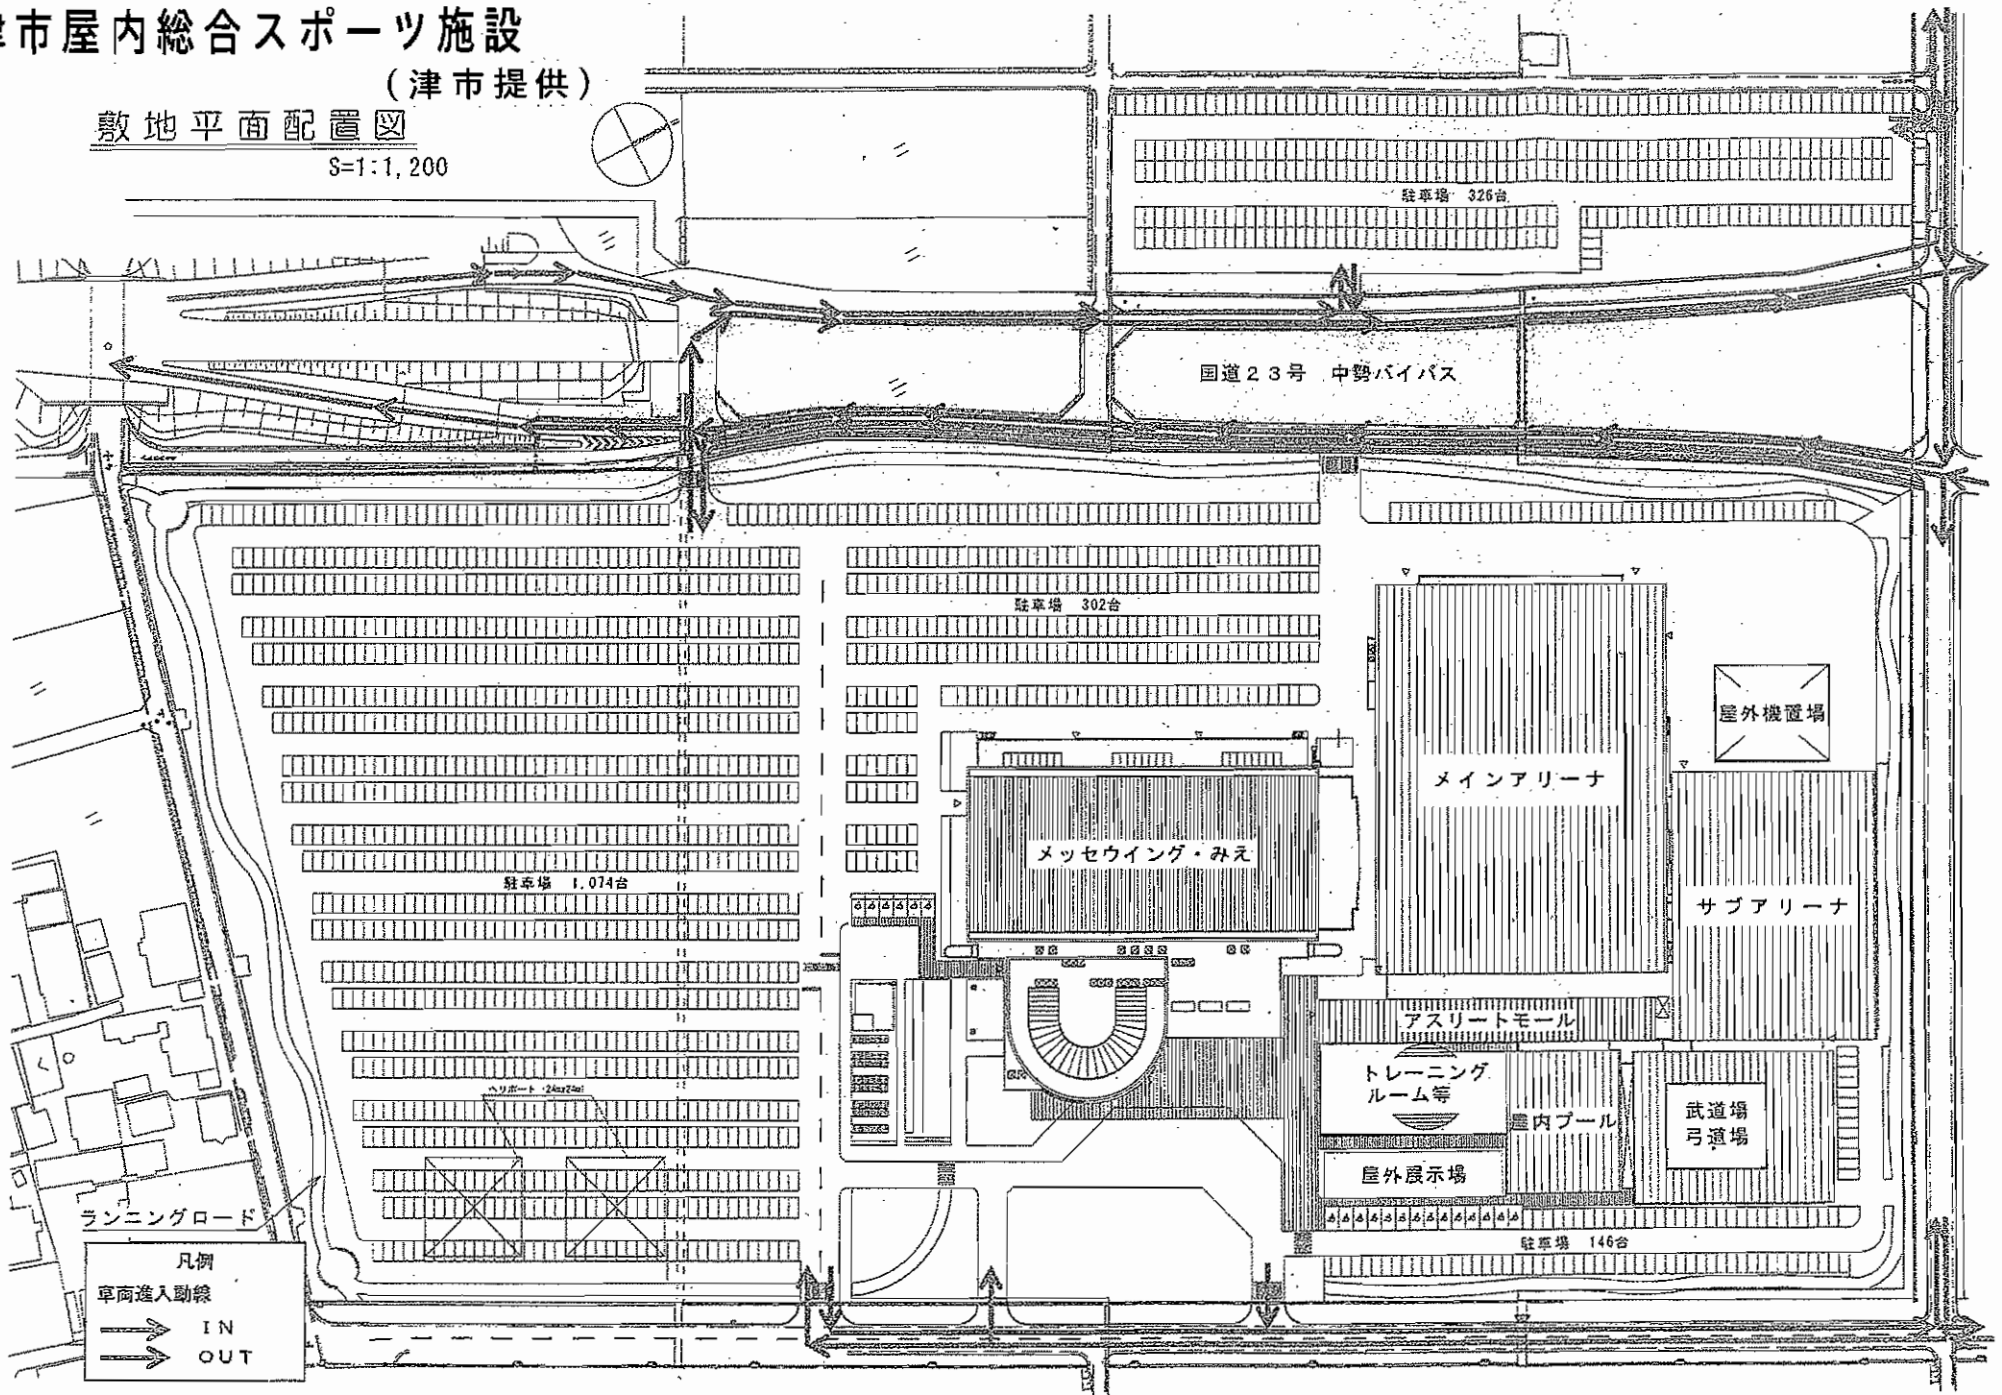 津市屋内総合スポーツ施設
(津市提供)
敷地平面配置図
S=1:1,200
駐車場 326台
国道23号 中勢バイパス
駐車場 302台
屋外機置場
メインアリーナ
メッセウイング・みえ
駐車場 1,074台
サブアリーナ
アスリートモール
トレーニング
ルーム等
ヘリポート
屋内プール
武道場
弓道場
屋外展示場
ランニングロード
駐車場 146台
凡例
車両進入動線
IN
OUT